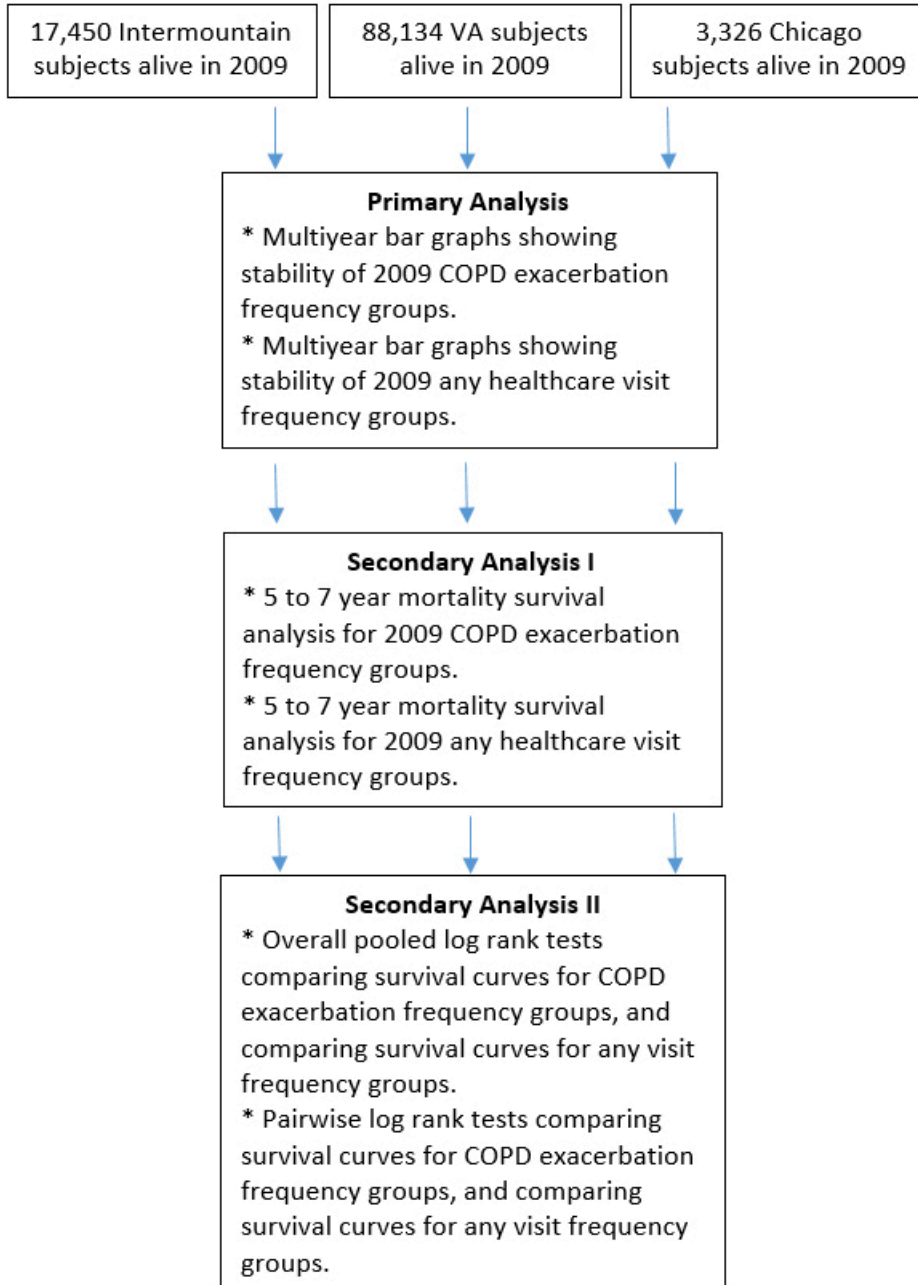 17,450 Intermountain
subjects alive in 2009
88,134 VA subjects
alive in 2009
3,326 Chicago
subjects alive in 2009
Primary Analysis
* Multiyear bar graphs showing
stability of 2009 COPD exacerbation
frequency groups.
* Multiyear bar graphs showing
stability of 2009 any healthcare visit
frequency groups.
Secondary Analysis I
* 5 to 7 year mortality survival
analysis for 2009 COPD exacerbation
frequency groups.
* 5 to 7 year mortality survival
analysis for 2009 any healthcare visit
frequency groups.
Secondary Analysis II
* Overall pooled log rank tests
comparing survival curves for COPD
exacerbation frequency groups, and
comparing survival curves for any visit
frequency groups.
* Pairwise log rank tests comparing
survival curves for COPD exacerbation
frequency groups, and comparing
survival curves for any visit frequency
groups.